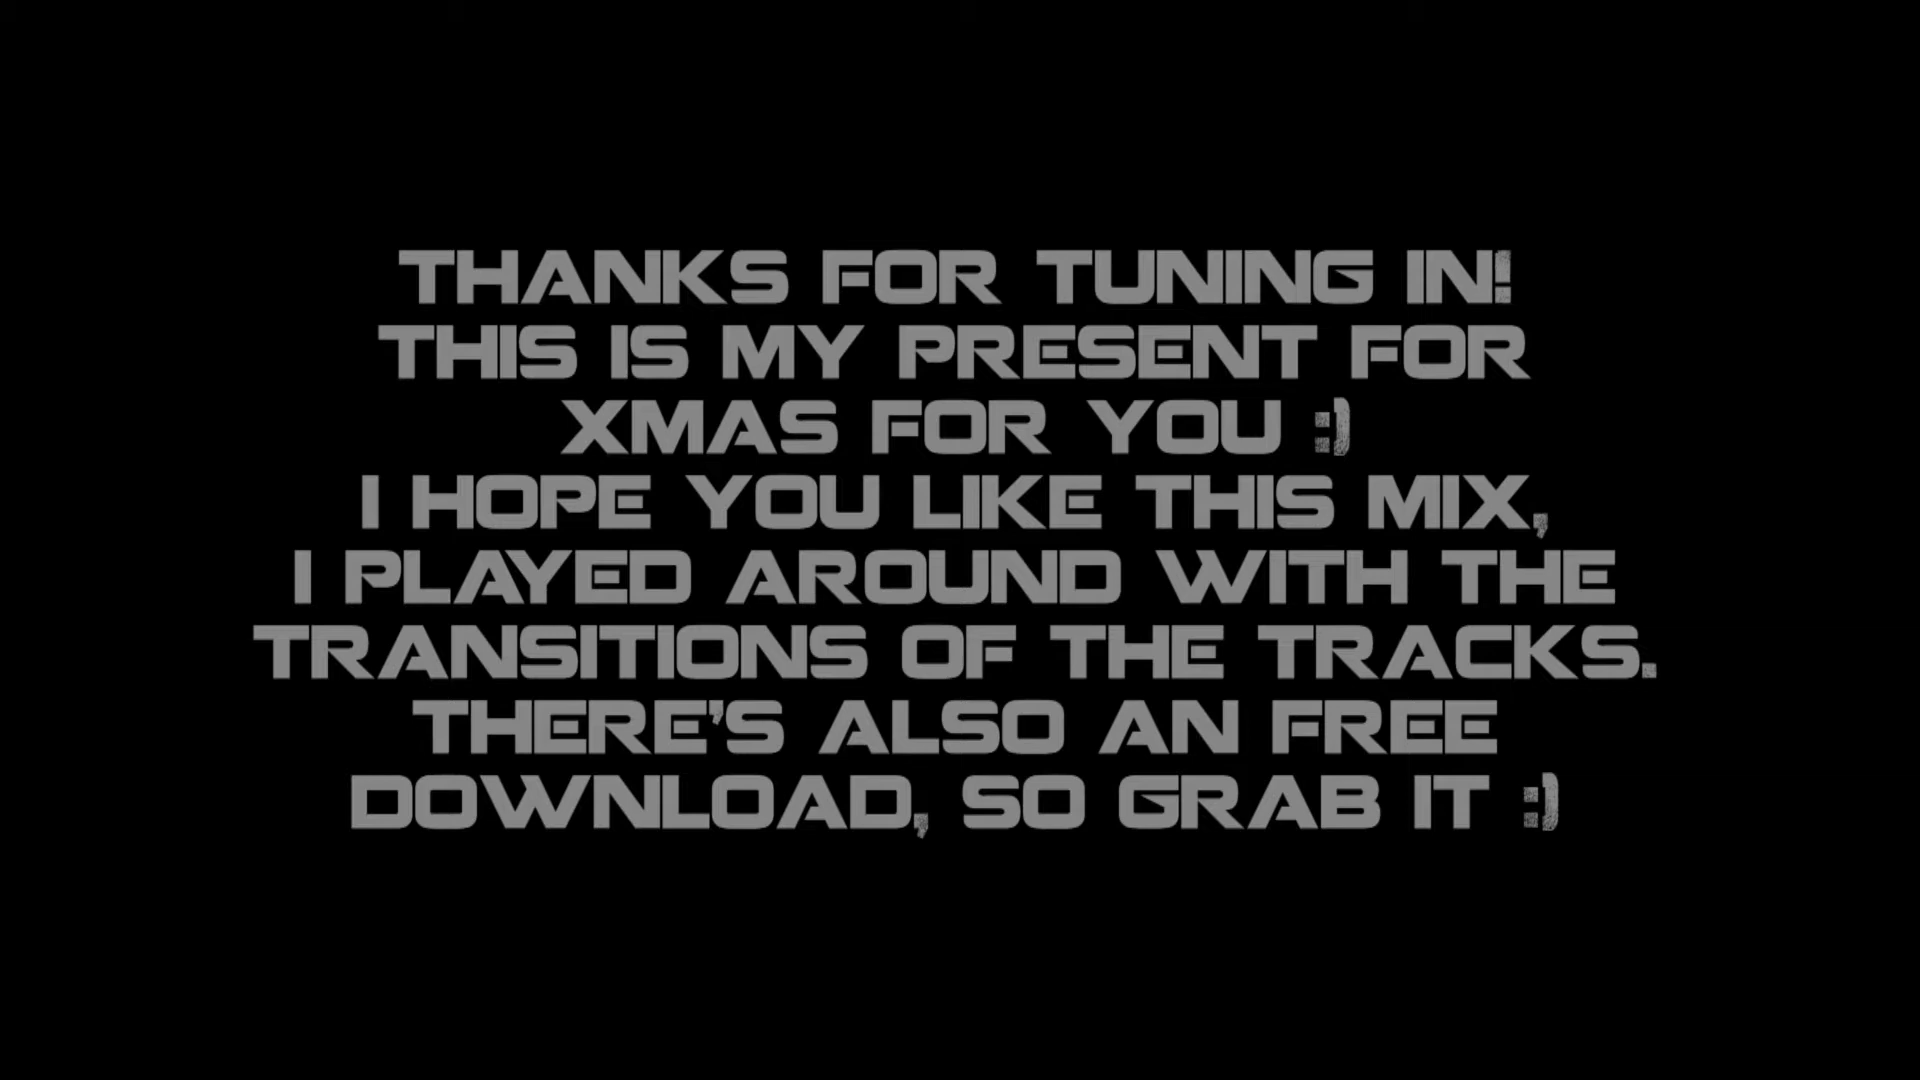 THANKS FOR TUNING IN!
THIS IS MY PRESENT FOR
XMAS FOR YOU :)
I HOPE YOU LIKE THIS MIX,
I PLAYED AROUND WITH THE
TRANSITIONS OF THE TRACKS.
THERE'S ALSO AN FREE
DOWNLOAD, SO GRAB IT :)